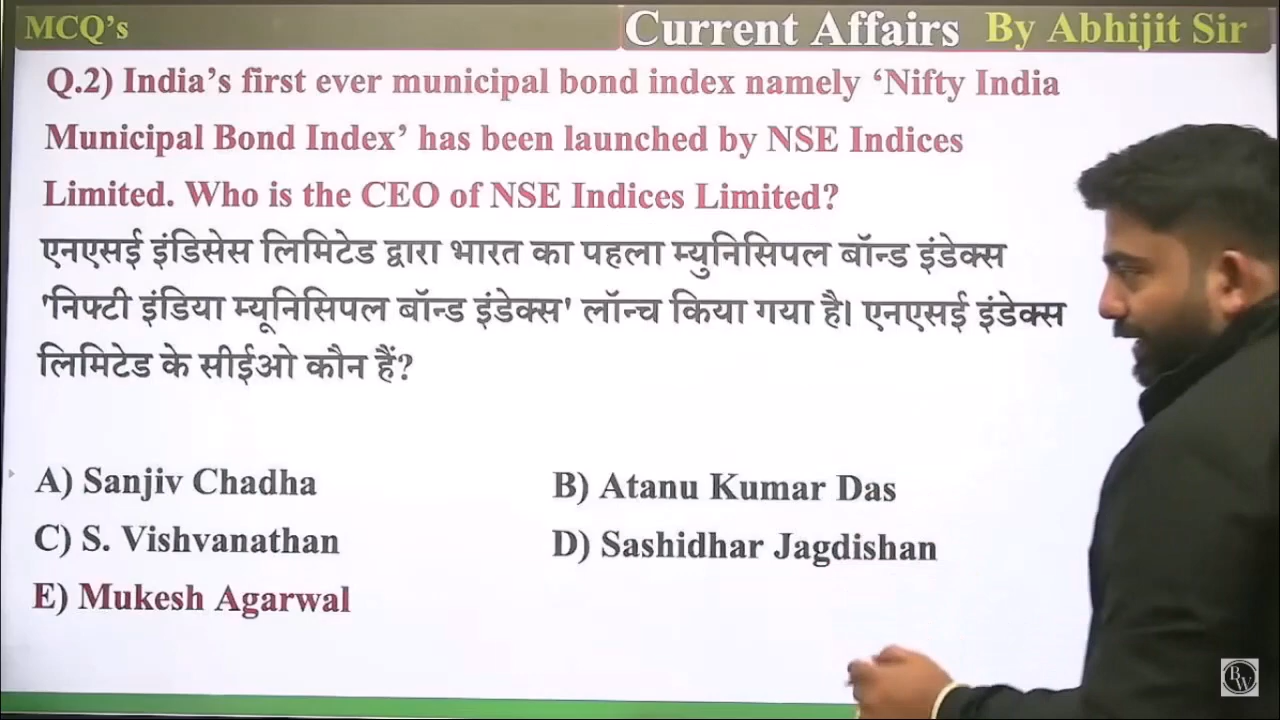 MCQ's
Current Affairs By Abhijit Sir
Q.2) India's first ever municipal bond index namely ‘Nifty India
Municipal Bond Index’ has been launched by NSE Indices
Limited. Who is the CEO of NSE Indices Limited?
एनएसई इंडिसेस लिमिटेड द्वारा भारत का पहला म्युनिसिपल बॉन्ड इंडेक्स
'निफ्टी इंडिया म्यूनिसिपल बॉन्ड इंडेक्स' लॉन्च किया गया है। एनएसई इंडेक्स
लिमिटेड के सीईओ कौन हैं?
A) Sanjiv Chadha
B) Atanu Kumar Das
C) S. Vishvanathan
D) Sashidhar Jagdishan
E) Mukesh Agarwal
PW